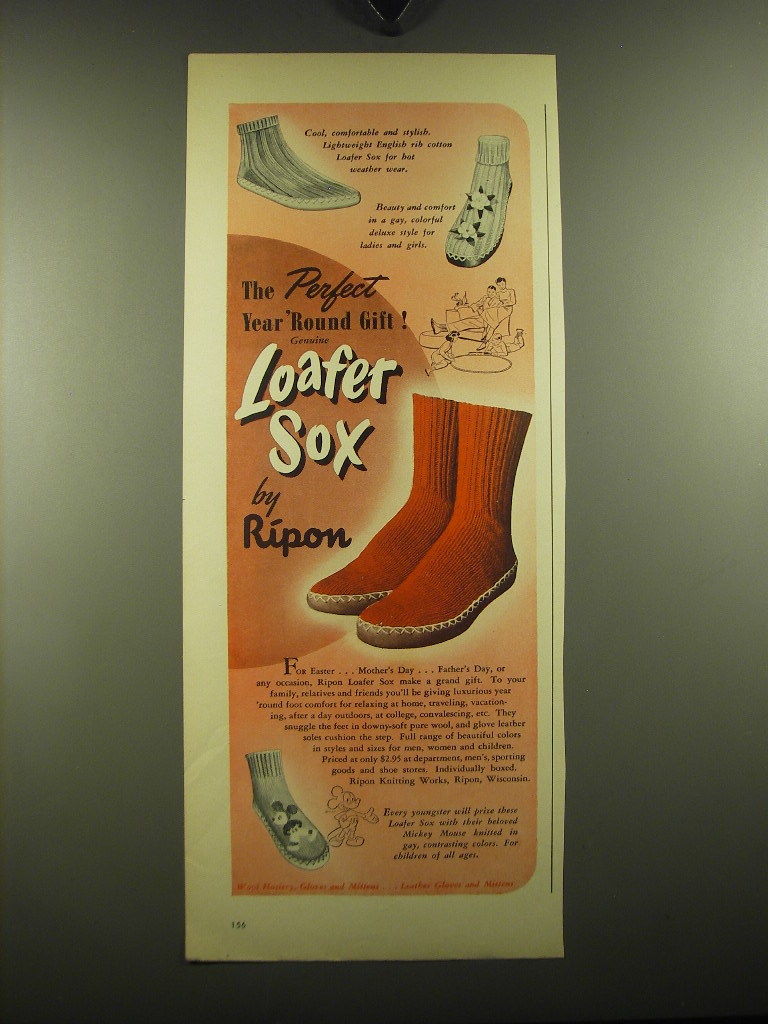 Cool, comfortable and stylish.
Lightweight English rib cotton
Loafer Sox for hot
weather wear.
Beauty and comfort
in a gay, colorful
deluxe style for
ladies and girls.
The Perfect
Year 'Round Gift!
Genuine
Loafer
Sox
by
Ripon
FOR Easter . . . Mother's Day . . . Father's Day, or
any occasion, Ripon Loafer Sox make a grand gift. To your
family, relatives and friends you'll be giving luxurious year
'round foot comfort for relaxing at home, traveling, vacation-
ing, after a day outdoors, at college, convalescing, etc. They
snuggle the feet in downy-soft pure wool, and glove leather
soles cushion the step. Full range of beautiful colors
in styles and sizes for men, women and children.
Priced at only $2.95 at department, men's, sporting
goods and shoe stores. Individually boxed.
Ripon Knitting Works, Ripon, Wisconsin.
Every youngster will prize these
Loafer Sox with their beloved
Mickey Mouse knitted in
gay, contrasting colors. For
children of all ages.
Wool Hosiery, Gloves and Mittens . . . Leather Gloves and Mittens
156